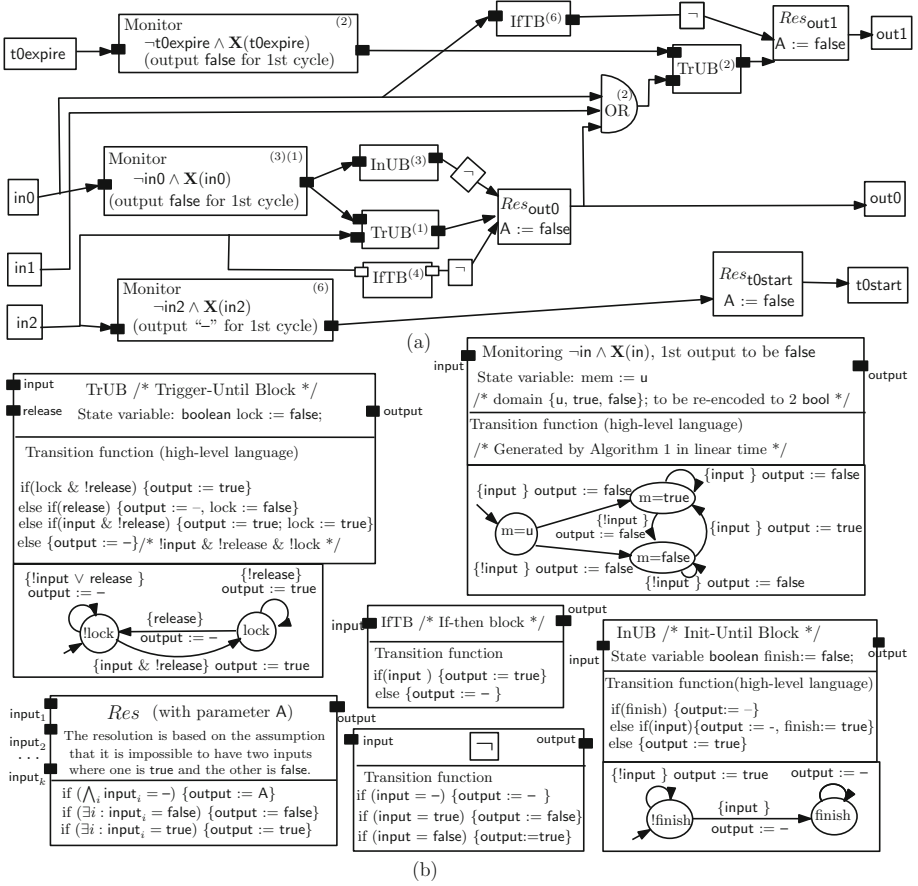 t0expire
Monitor (2)
¬t0expire ∧ X(t0expire)
(output false for 1st cycle)
IfTB(6)
¬
Res_out1
A := false
out1
TrUB(2)
(2)
OR
in0
Monitor (3)(1)
¬in0 ∧ X(in0)
(output false for 1st cycle)
InUB(3)
¬
TrUB(1)
Res_out0
A := false
out0
IfTB(4)
¬
in1
in2
Monitor (6)
¬in2 ∧ X(in2)
(output "–" for 1st cycle)
Res_t0start
A := false
t0start
(a)
input
release
output
TrUB /* Trigger-Until Block */
State variable: boolean lock := false;
Transition function (high-level language)
if(lock & !release) {output := true}
else if(release) {output := –, lock := false}
else if(input & !release) {output := true; lock := true}
else {output := –}/* !input & !release & !lock */
{!input ∨ release }
output := –
{!release}
output := true
!lock
{release}
output := –
lock
{input & !release} output := true
input
output
Monitoring ¬in ∧ X(in), 1st output to be false
State variable: mem := u
/* domain {u, true, false}; to be re-encoded to 2 bool */
Transition function (high-level language)
/* Generated by Algorithm 1 in linear time */
{input } output := false
{input } output := false
m=true
{!input }
output := false
m=u
{input } output := true
m=false
{!input } output := false
{!input } output := false
input
output
IfTB /* If-then block */
Transition function
if(input ) {output := true}
else {output := – }
input
output
InUB /* Init-Until Block */
State variable boolean finish:= false;
Transition function(high-level language)
if(finish) {output:= –}
else if(input){output := -, finish:= true}
else {output := true}
{!input } output := true
output := –
!finish
{input }
output := –
finish
input1
input2
...
inputk
output
Res (with parameter A)
The resolution is based on the assumption
that it is impossible to have two inputs
where one is true and the other is false.
if (⋀i inputi = –) {output := A}
if (∃i : inputi = false) {output := false}
if (∃i : inputi = true) {output := true}
input
¬
output
Transition function
if (input = –) {output := – }
if (input = true) {output := false}
if (input = false) {output:=true}
(b)